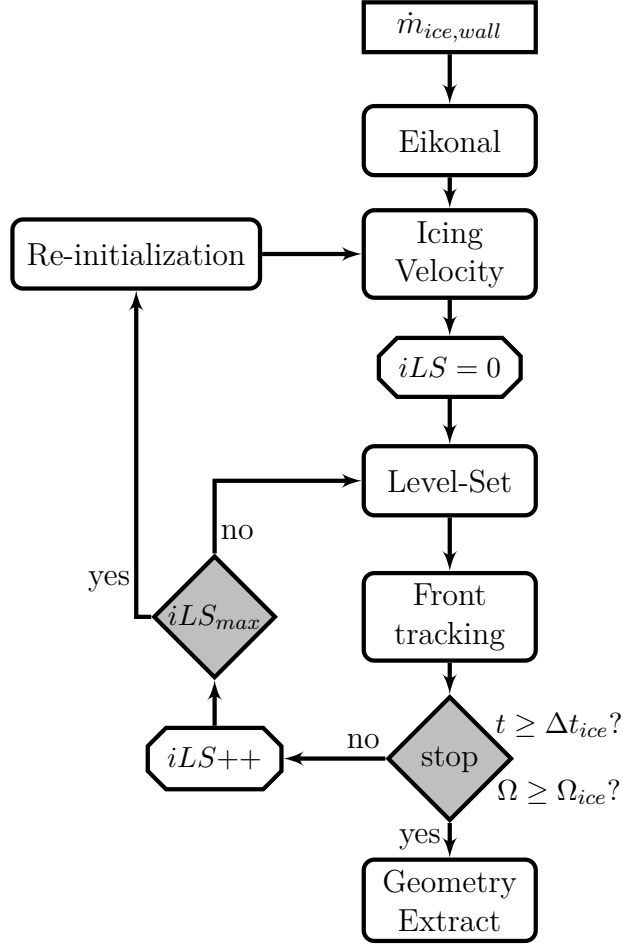 ṁ_{ice,wall}
Eikonal
Re-initialization
Icing
Velocity
iLS = 0
Level-Set
no
yes
iLS_{max}
Front
tracking
t ≥ Δt_{ice}?
no
stop
iLS++
Ω ≥ Ω_{ice}?
yes
Geometry
Extract